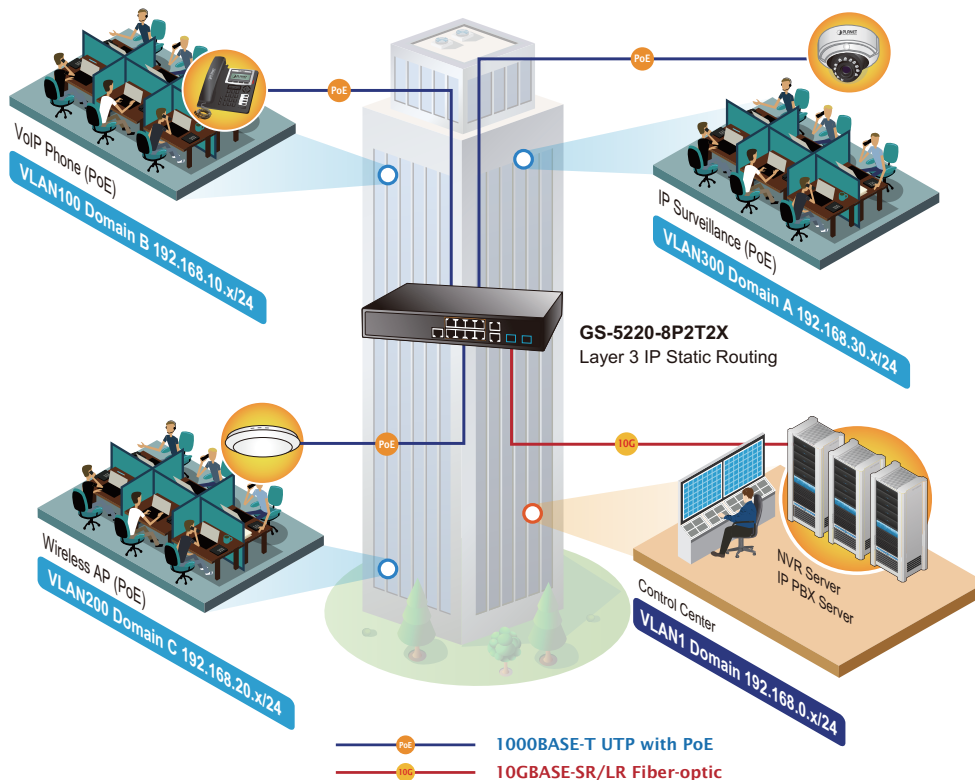 PoE
PoE
PLANET
VoIP Phone (PoE)
VLAN100 Domain B 192.168.10.x/24
IP Surveillance (PoE)
VLAN300 Domain A 192.168.30.x/24
GS-5220-8P2T2X
Layer 3 IP Static Routing
PoE
10G
Wireless AP (PoE)
VLAN200 Domain C 192.168.20.x/24
NVR Server
IP PBX Server
Control Center
VLAN1 Domain 192.168.0.x/24
PoE
1000BASE-T UTP with PoE
10G
10GBASE-SR/LR Fiber-optic